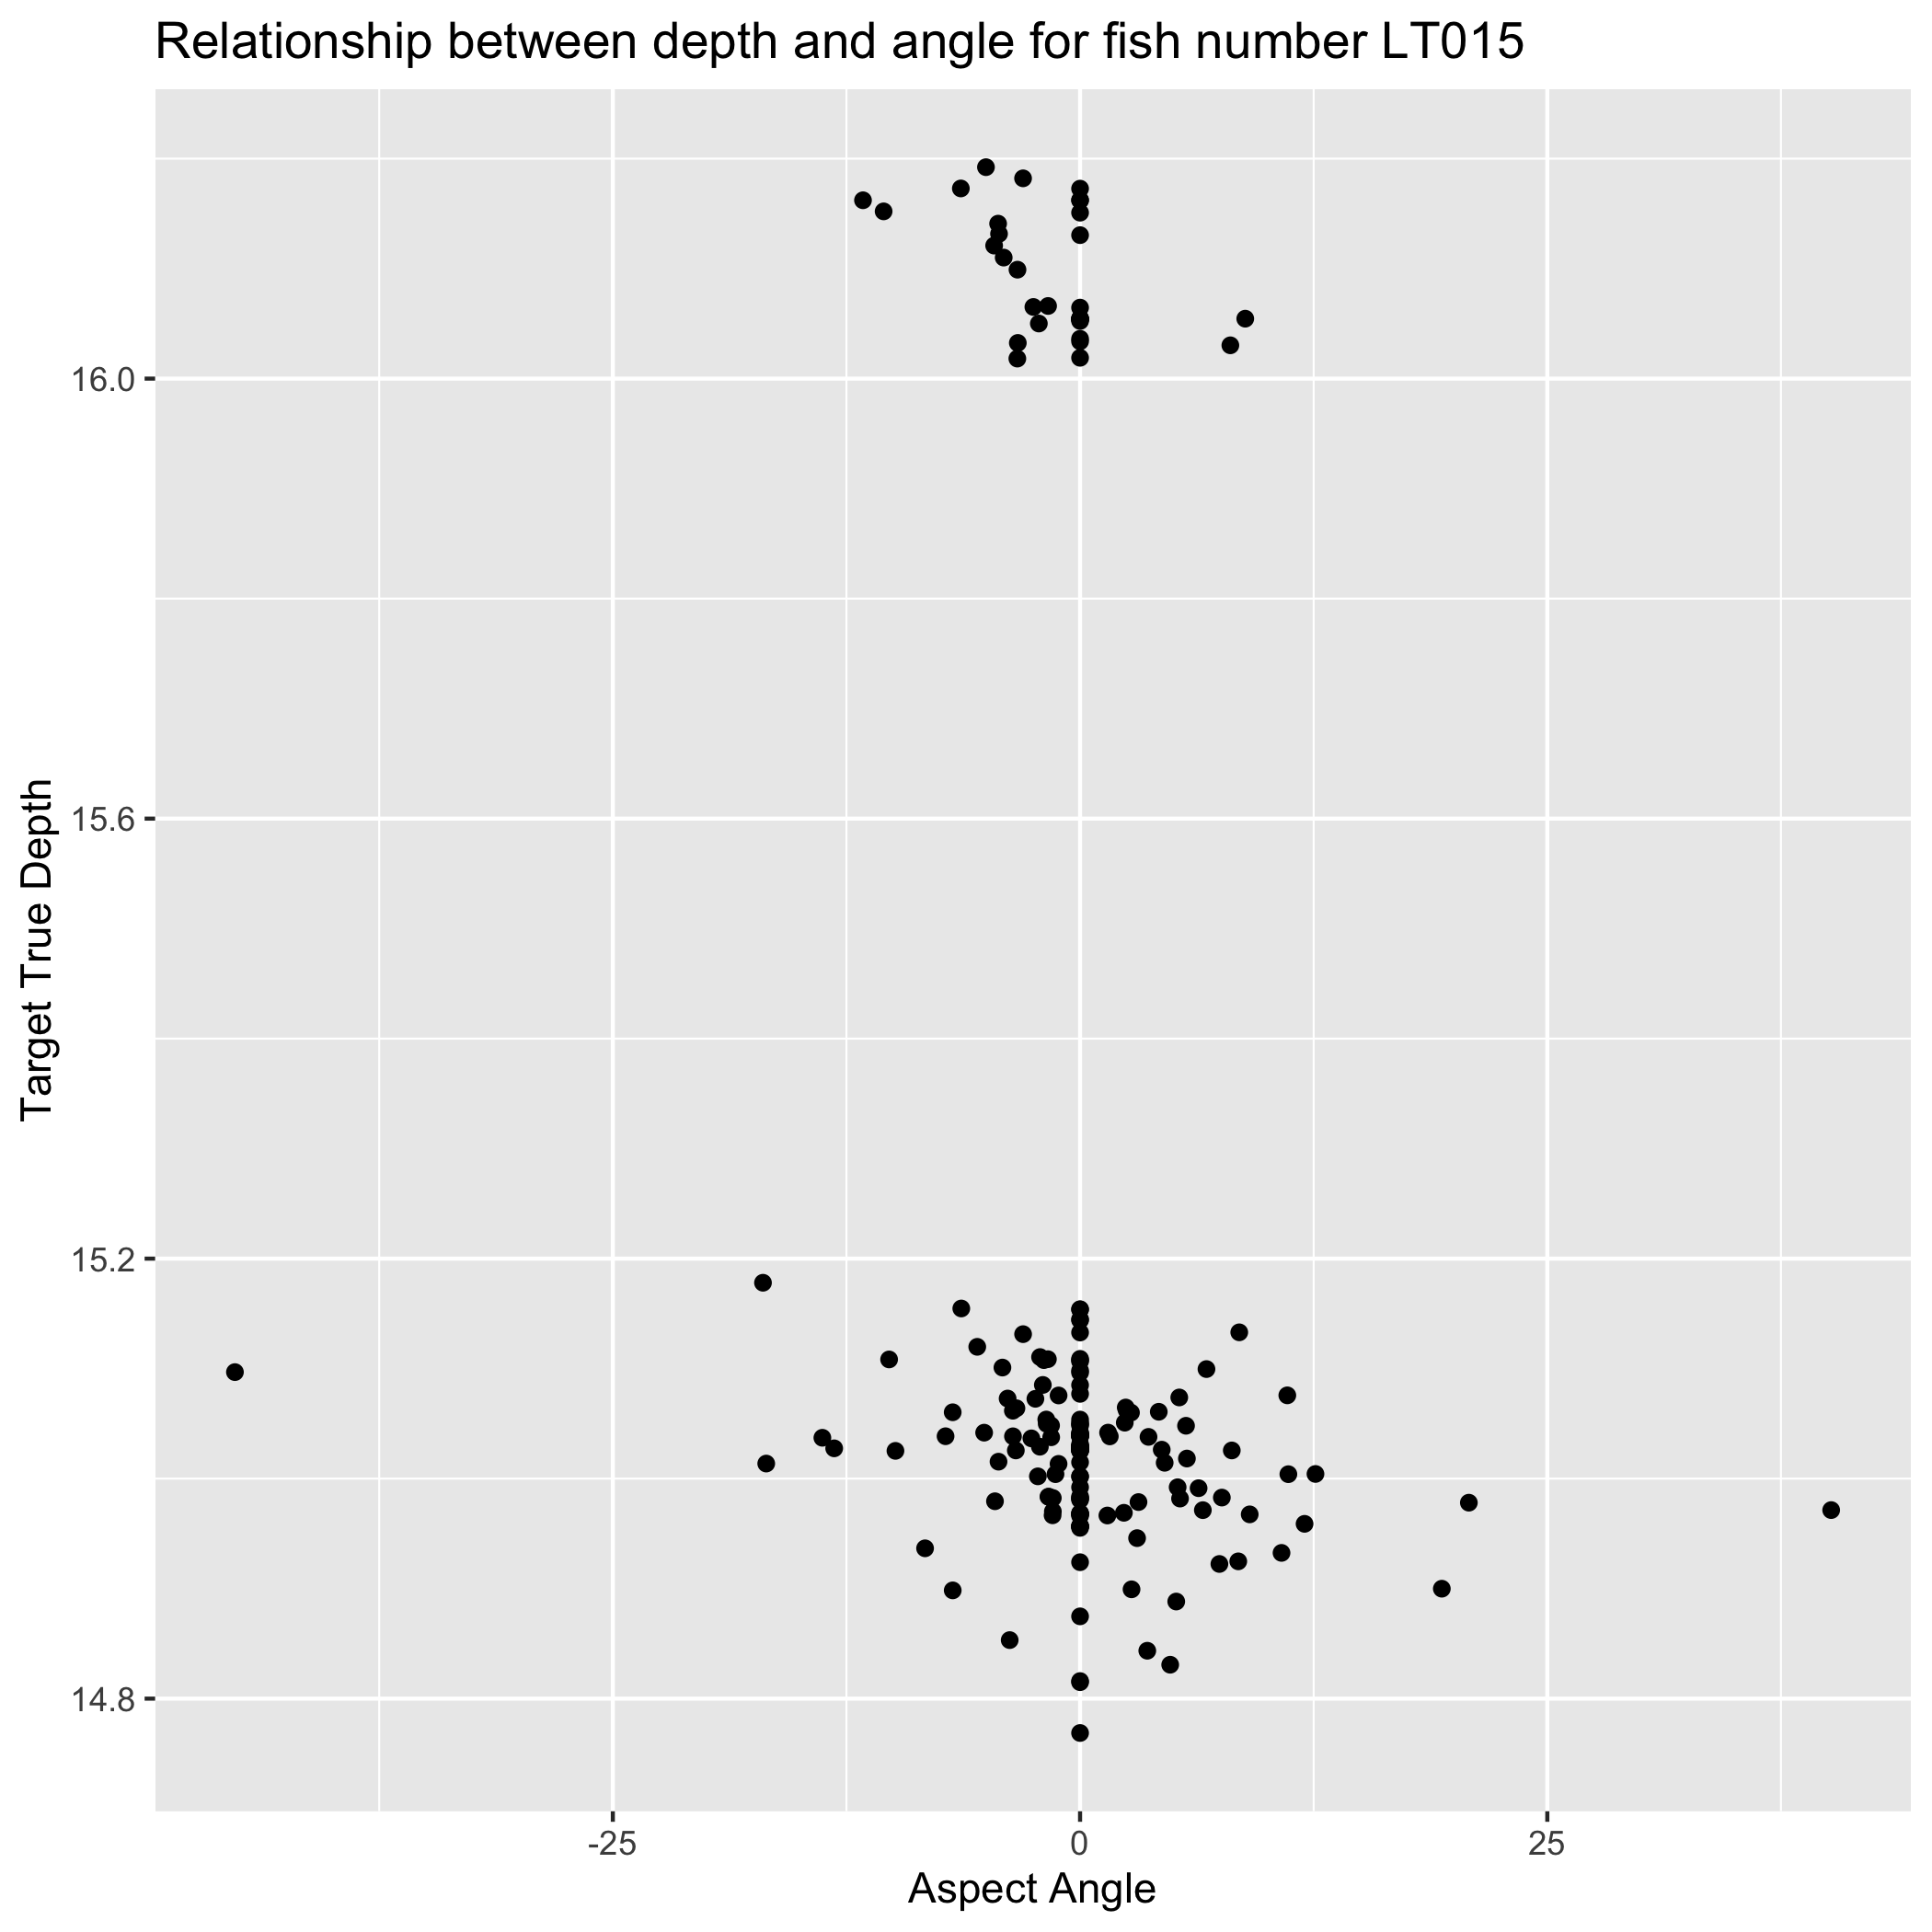 Relationship between depth and angle for fish number LT015
16.0
15.6
15.2
14.8
Target True Depth
-25 0 25
Aspect Angle